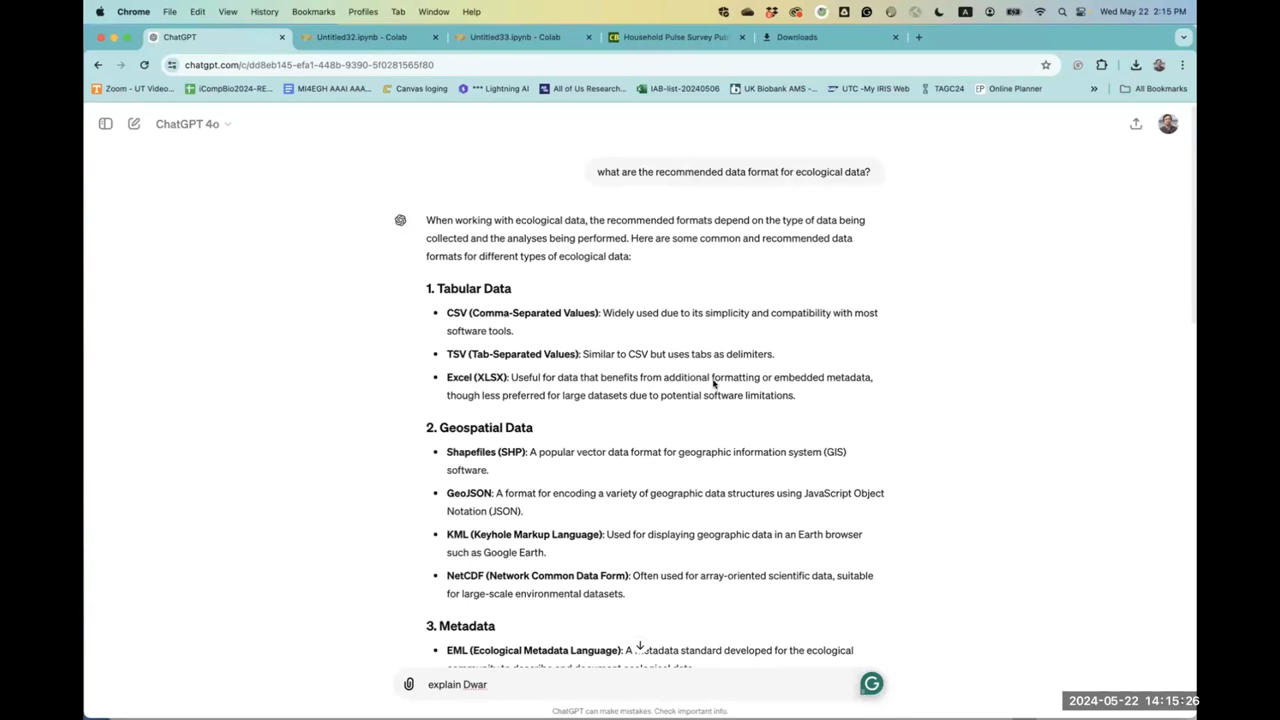 Chrome File Edit View History Bookmarks Profiles Tab Window Help Wed May 22 2:15 PM
ChatGPT Untitled32.ipynb - Colab Untitled33.ipynb - Colab Household Pulse Survey Pub Downloads
chatgpt.com/c/dd8eb145-efa1-448b-9390-5f0281565f80
Zoom - UT Video... iCompBio2024-RE... MI4EGH AAAI AAA... Canvas loging *** Lightning AI All of Us Research... IAB-list-20240506 UK Biobank AMS -... UTC -My IRIS Web TAGC24 EP Online Planner » All Bookmarks
ChatGPT 4o
what are the recommended data format for ecological data?
When working with ecological data, the recommended formats depend on the type of data being
collected and the analyses being performed. Here are some common and recommended data
formats for different types of ecological data:
1. Tabular Data
• CSV (Comma-Separated Values): Widely used due to its simplicity and compatibility with most
software tools.
• TSV (Tab-Separated Values): Similar to CSV but uses tabs as delimiters.
• Excel (XLSX): Useful for data that benefits from additional formatting or embedded metadata,
though less preferred for large datasets due to potential software limitations.
2. Geospatial Data
• Shapefiles (SHP): A popular vector data format for geographic information system (GIS)
software.
• GeoJSON: A format for encoding a variety of geographic data structures using JavaScript Object
Notation (JSON).
• KML (Keyhole Markup Language): Used for displaying geographic data in an Earth browser
such as Google Earth.
• NetCDF (Network Common Data Form): Often used for array-oriented scientific data, suitable
for large-scale environmental datasets.
3. Metadata
• EML (Ecological Metadata Language): A metadata standard developed for the ecological
community to describe and document ecological data.
explain Dwar
ChatGPT can make mistakes. Check important info.
2024-05-22 14:15:26